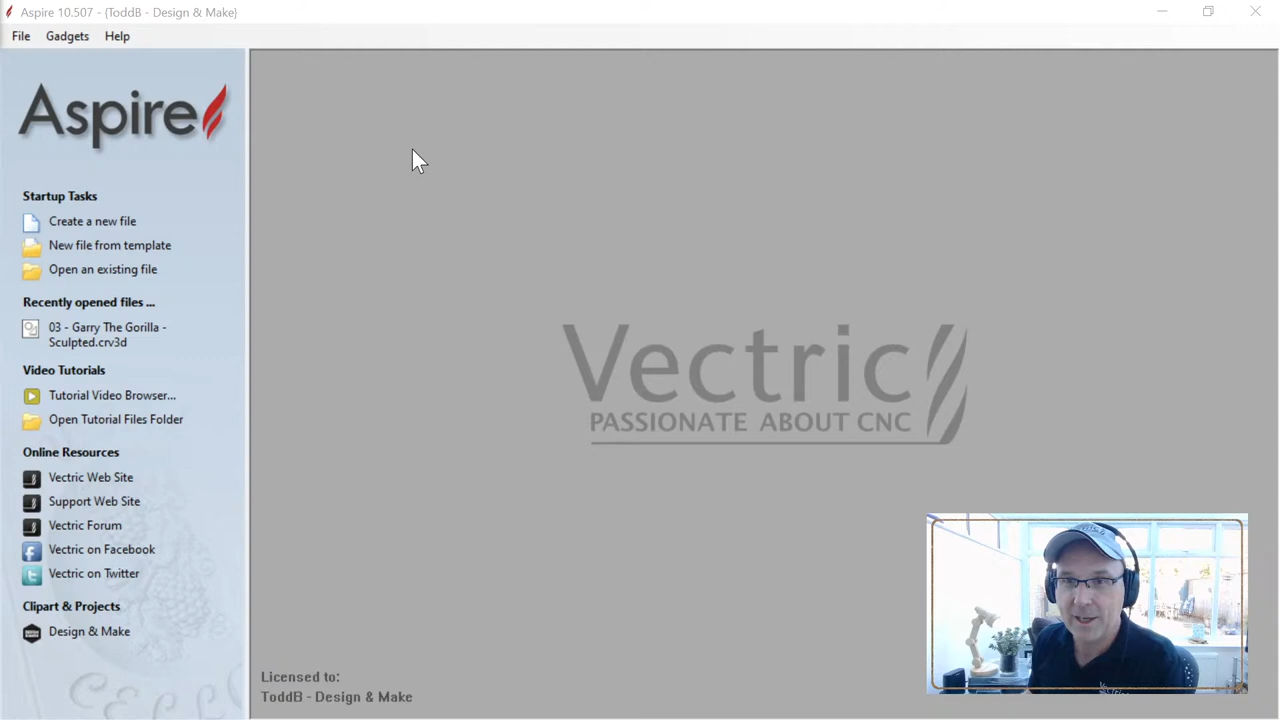 Aspire 10.507 - {ToddB - Design & Make}
File Gadgets Help
Aspire
Startup Tasks
Create a new file
New file from template
Open an existing file
Recently opened files ...
03 - Garry The Gorilla -
Sculpted.crv3d
Video Tutorials
Tutorial Video Browser...
Open Tutorial Files Folder
Online Resources
Vectric Web Site
Support Web Site
Vectric Forum
Vectric on Facebook
Vectric on Twitter
Clipart & Projects
Design & Make
Vectric
PASSIONATE ABOUT CNC
Licensed to:
ToddB - Design & Make